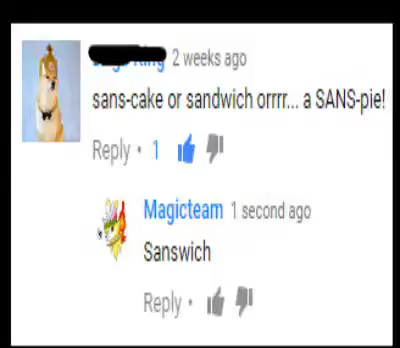 2 weeks ago
sans-cake or sandwich orrrr... a SANS-pie!
Reply • 1
Magicteam 1 second ago
Sanswich
Reply •